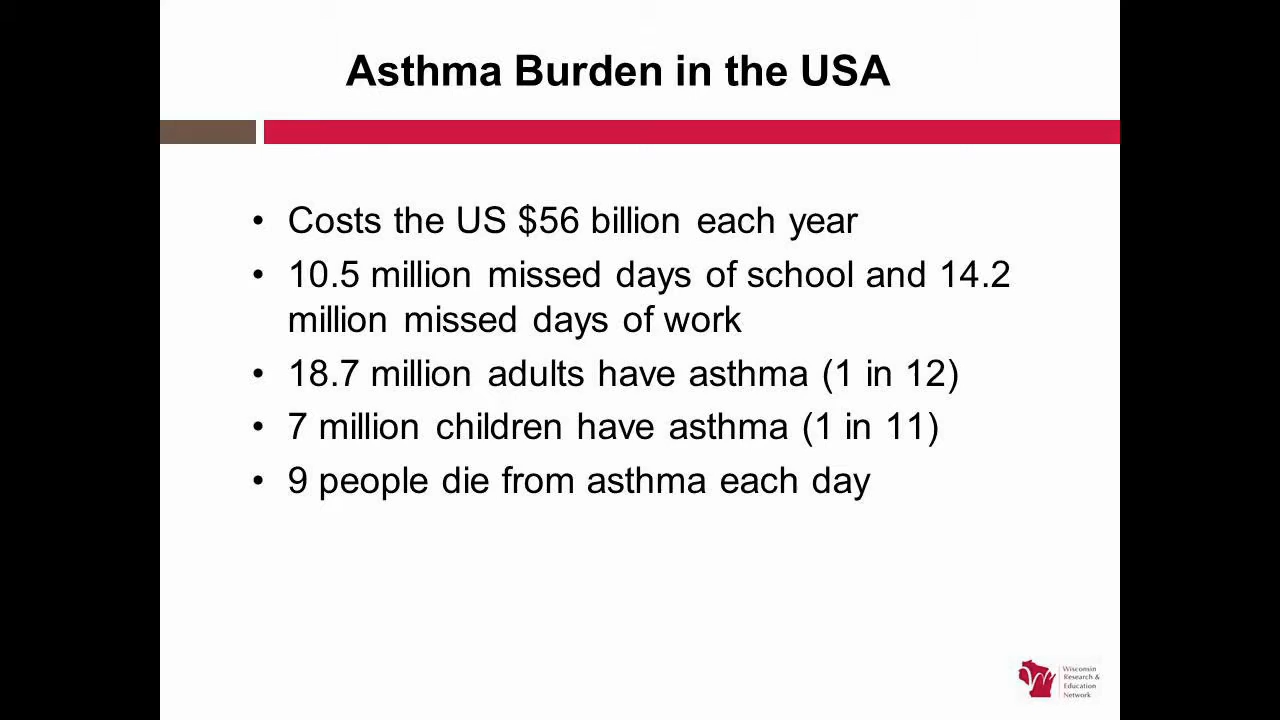 Asthma Burden in the USA
• Costs the US $56 billion each year
• 10.5 million missed days of school and 14.2
million missed days of work
• 18.7 million adults have asthma (1 in 12)
• 7 million children have asthma (1 in 11)
• 9 people die from asthma each day
Wisconsin
Research &
Education
Network